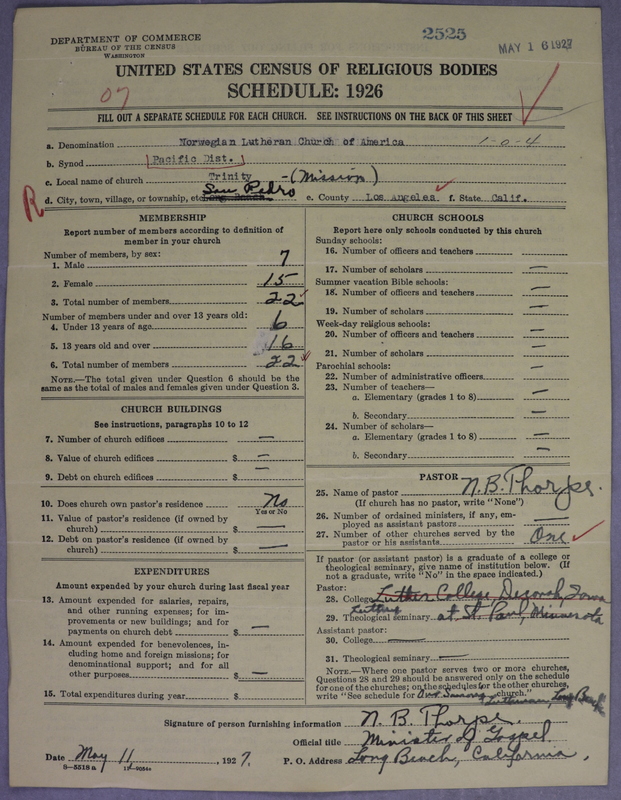 DEPARTMENT OF COMMERCE
BUREAU OF THE CENSUS
WASHINGTON
2525
MAY 16 1927
UNITED STATES CENSUS OF RELIGIOUS BODIES
SCHEDULE: 1926
07
FILL OUT A SEPARATE SCHEDULE FOR EACH CHURCH. SEE INSTRUCTIONS ON THE BACK OF THIS SHEET
a. Denomination Norwegian Lutheran Church of America 1-0-4
b. Synod Pacific Dist.
c. Local name of church Trinity -(Mission)
R
d. City, town, village, or township, etc. Long Beach San Pedro e. County Los Angeles f. State Calif.
MEMBERSHIP
Report number of members according to definition of
member in your church
Number of members, by sex:
1. Male 7
2. Female 15
3. Total number of members 22
Number of members under and over 13 years old:
4. Under 13 years of age 6
5. 13 years old and over 16
6. Total number of members 22
NOTE.—The total given under Question 6 should be the
same as the total of males and females given under Question 3.
CHURCH BUILDINGS
See instructions, paragraphs 10 to 12
7. Number of church edifices —
8. Value of church edifices $ —
9. Debt on church edifices $ —
10. Does church own pastor's residence No
Yes or No
11. Value of pastor's residence (if owned by
church) $ —
12. Debt on pastor's residence (if owned by
church) $ —
EXPENDITURES
Amount expended by your church during last fiscal year
13. Amount expended for salaries, repairs,
and other running expenses; for im-
provements or new buildings; and for
payments on church debt $ —
14. Amount expended for benevolences, in-
cluding home and foreign missions; for
denominational support; and for all
other purposes $ —
15. Total expenditures during year $
CHURCH SCHOOLS
Report here only schools conducted by this church
Sunday schools:
16. Number of officers and teachers —
17. Number of scholars —
Summer vacation Bible schools:
18. Number of officers and teachers —
19. Number of scholars —
Week-day religious schools:
20. Number of officers and teachers —
21. Number of scholars —
Parochial schools:
22. Number of administrative officers —
23. Number of teachers—
a. Elementary (grades 1 to 8) —
b. Secondary —
24. Number of scholars—
a. Elementary (grades 1 to 8) —
b. Secondary —
PASTOR
25. Name of pastor N. B. Thorpe.
(If church has no pastor, write "None")
26. Number of ordained ministers, if any, em-
ployed as assistant pastors —
27. Number of other churches served by the
pastor or his assistants One
If pastor (or assistant pastor) is a graduate of a college or
theological seminary, give name of institution below. (If
not a graduate, write "No" in the space indicated.)
Pastor:
28. College Luther College Decorah, Iowa
29. Theological seminary Luther at St. Paul, Minnesota
Assistant pastor:
30. College —
31. Theological seminary —
NOTE.—Where one pastor serves two or more churches,
Questions 28 and 29 should be answered only on the schedule
for one of the churches; on the schedules for the other churches,
write "See schedule for Our Saviors Lutheran, Long Beach church."
Signature of person furnishing information N. B. Thorpe.
Official title Minister of Gospel.
Date May 11, 1927. P. O. Address Long Beach, California,
8-5518 a